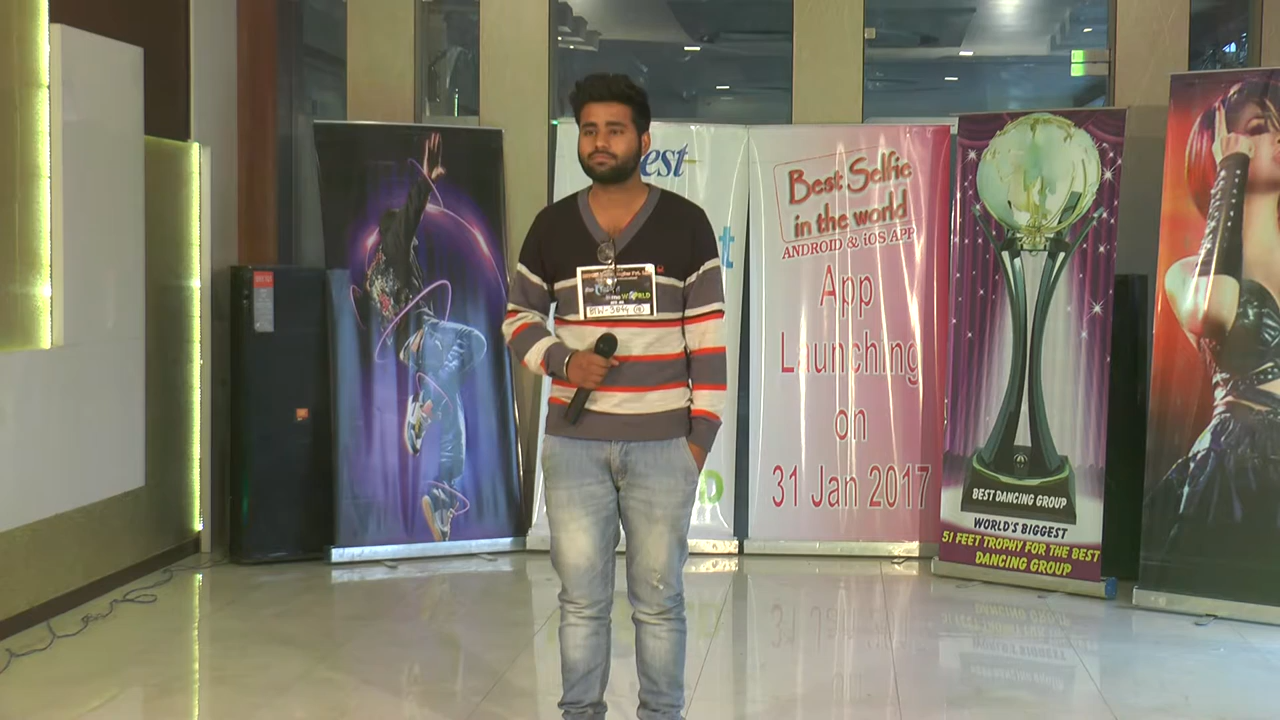 est
Best Selfie
in the world
ANDROID & iOS APP
App
Launching
on
31 Jan 2017
BEST DANCING GROUP
WORLD'S BIGGEST
51 FEET TROPHY FOR THE BEST
DANCING GROUP